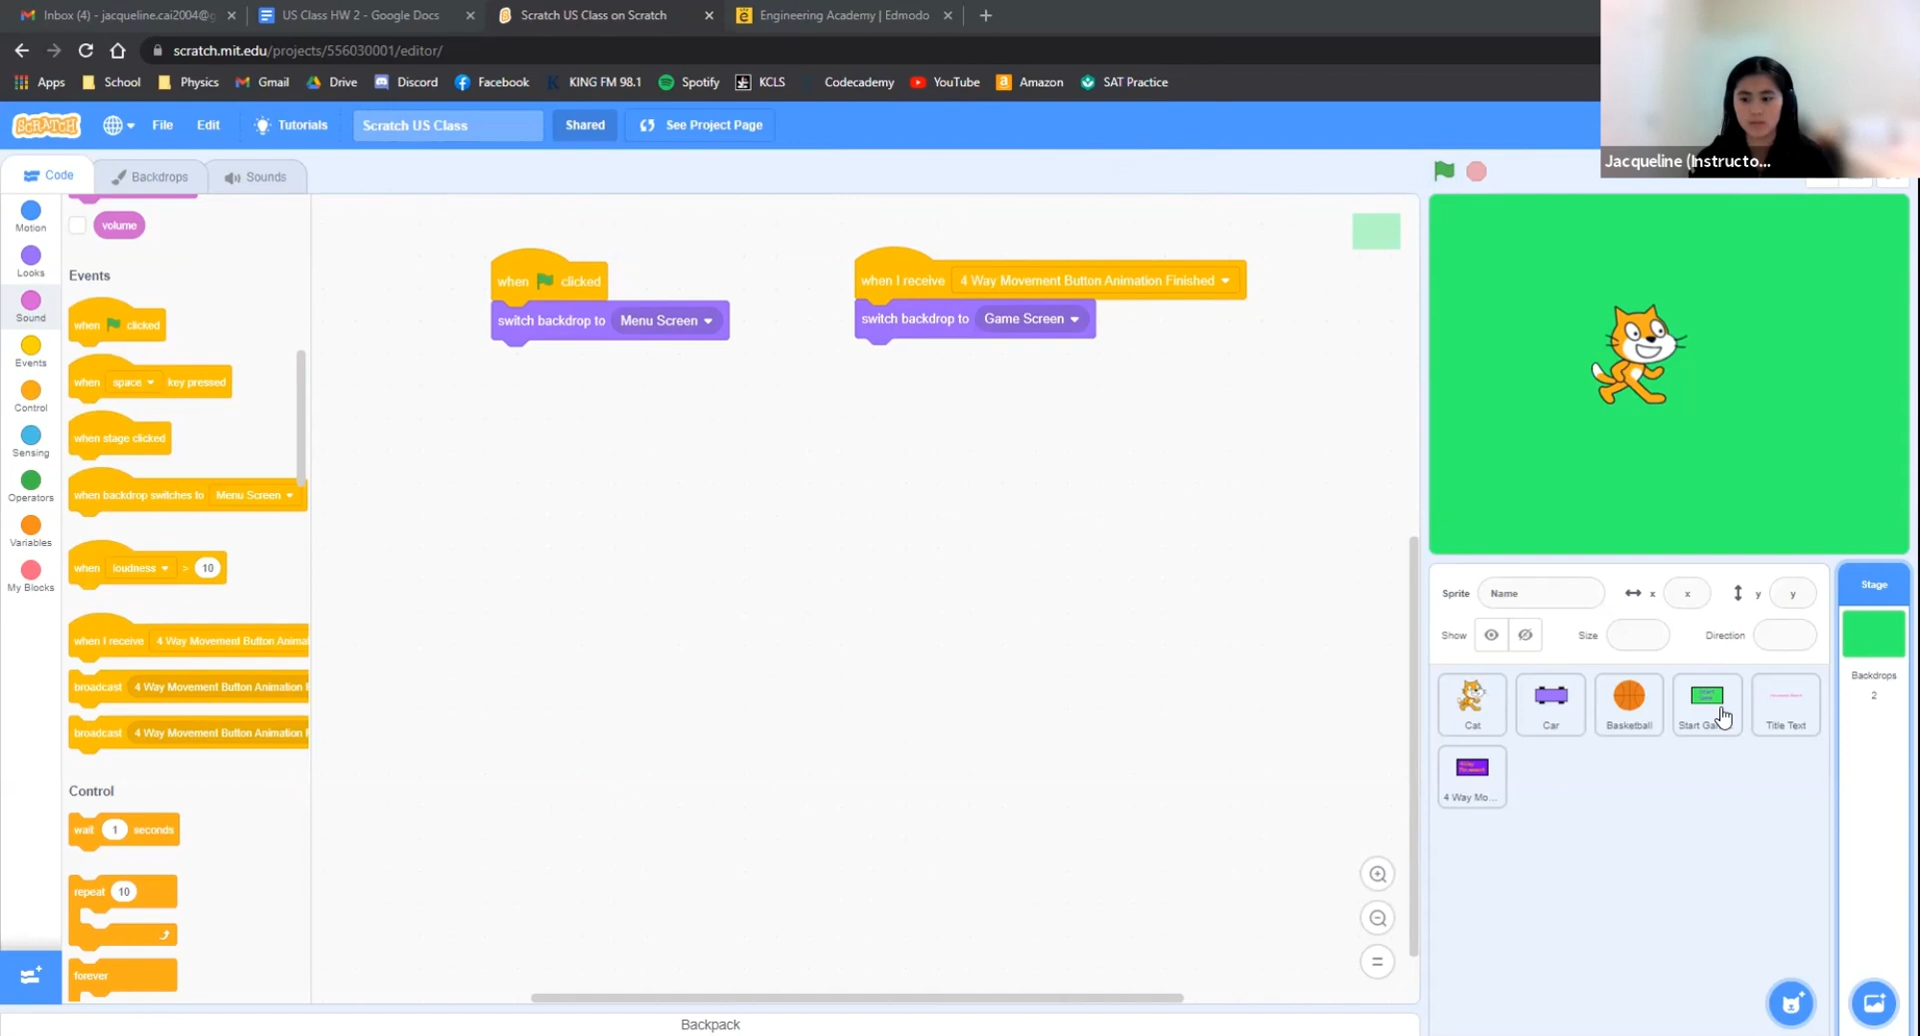 Inbox (4) - jacqueline.cai2004@g
US Class HW 2 - Google Docs
Scratch US Class on Scratch
Engineering Academy | Edmodo
scratch.mit.edu/projects/556030001/editor/
Apps School Physics Gmail Drive Discord Facebook KING FM 98.1 Spotify KCLS Codecademy YouTube Amazon SAT Practice
Jacqueline (Instructo...
SCRATCH File Edit Tutorials Scratch US Class Shared See Project Page
Code Backdrops Sounds
Motion
Looks
Sound
Events
Control
Sensing
Operators
Variables
My Blocks
volume
Events
when clicked
when space key pressed
when stage clicked
when backdrop switches to Menu Screen
when loudness > 10
when I receive 4 Way Movement Button Anima
broadcast 4 Way Movement Button Animation
broadcast 4 Way Movement Button Animation
Control
wait 1 seconds
repeat 10
forever
when clicked
switch backdrop to Menu Screen
when I receive 4 Way Movement Button Animation Finished
switch backdrop to Game Screen
Backpack
Sprite Name x x y y
Show Size Direction
Cat
Car
Basketball
Start Ga
Title Text
4 Way Mo...
Stage
Backdrops
2